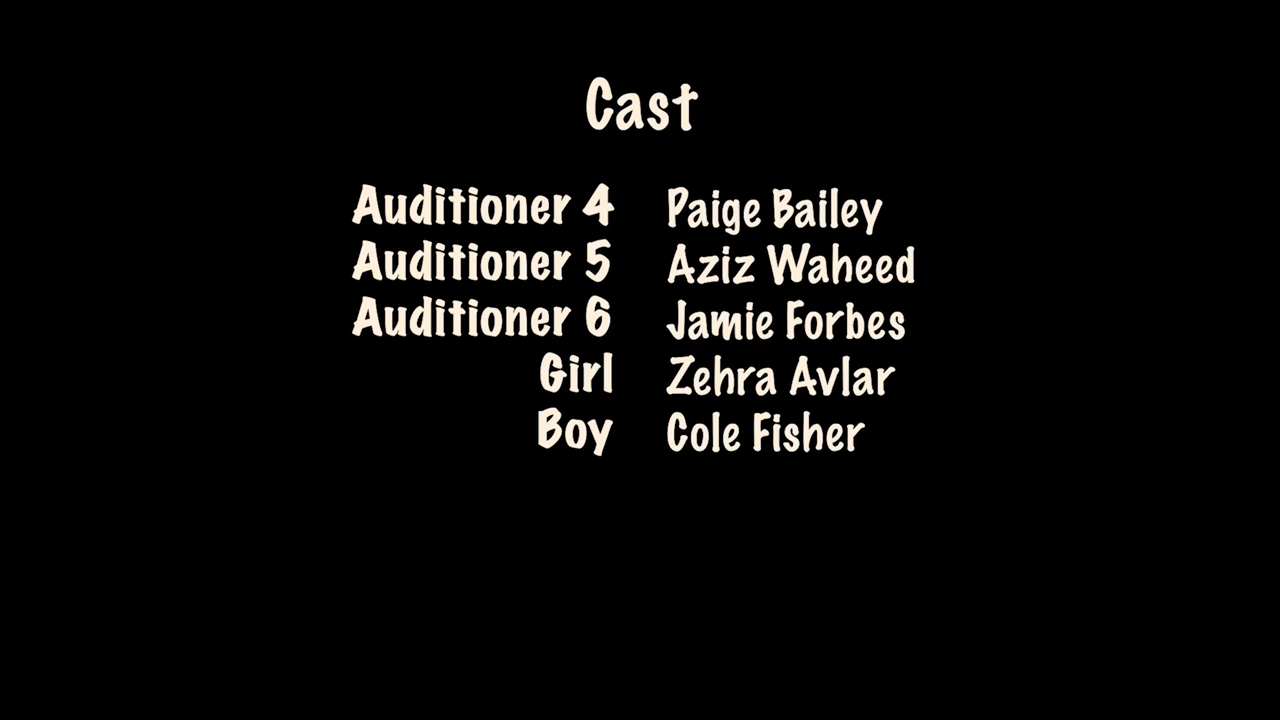 Cast
Auditioner 4 Paige Bailey
Auditioner 5 Aziz Waheed
Auditioner 6 Jamie Forbes
Girl Zehra Avlar
Boy Cole Fisher